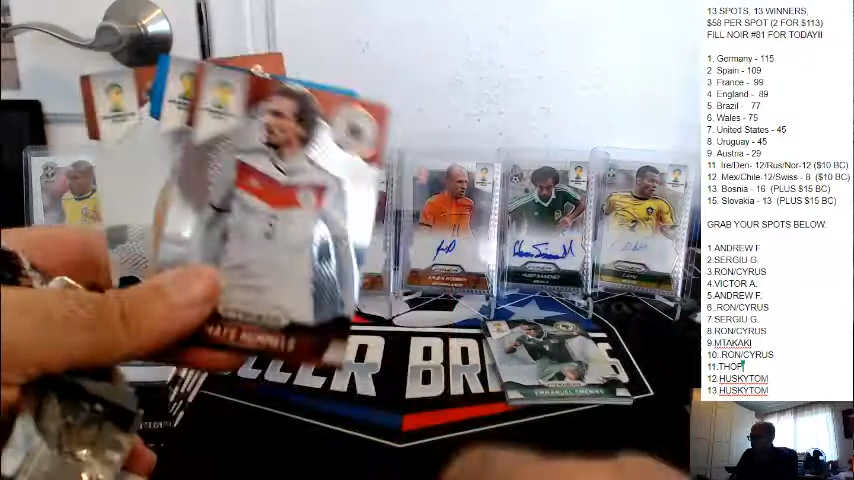 13 SPOTS, 13 WINNERS,
$58 PER SPOT (2 FOR $113)
FILL NOIR #81 FOR TODAY!!
1. Germany - 115
2 Spain - 109
3 France - 99
4 England - 89
5 Brazil - 77
6 Wales - 75
7 United States - 45
8 Uruguay - 45
9 Austria - 29
11 Ire/Den- 12/Rus/Nor-12 ($10 BC)
12 Mex/Chile-12/Swiss - 8 ($10 BC)
13. Bosnia - 16 (PLUS $15 BC)
15. Slovakia - 13 (PLUS $15 BC)
GRAB YOUR SPOTS BELOW.
1 ANDREW F
2 SERGIU G.
3.RON/CYRUS
4.VICTOR A.
5.ANDREW F.
6 .RON/CYRUS
7 SERGIU G.
8 RON/CYRUS
9.MTAKAKI
10 .RON/CYRUS
11.THOP
12 HUSKYTOM
13 HUSKYTOM
ARJEN ROBBEN
HUGO SANCHEZ
CAFU
EMMANUEL EMENIKE